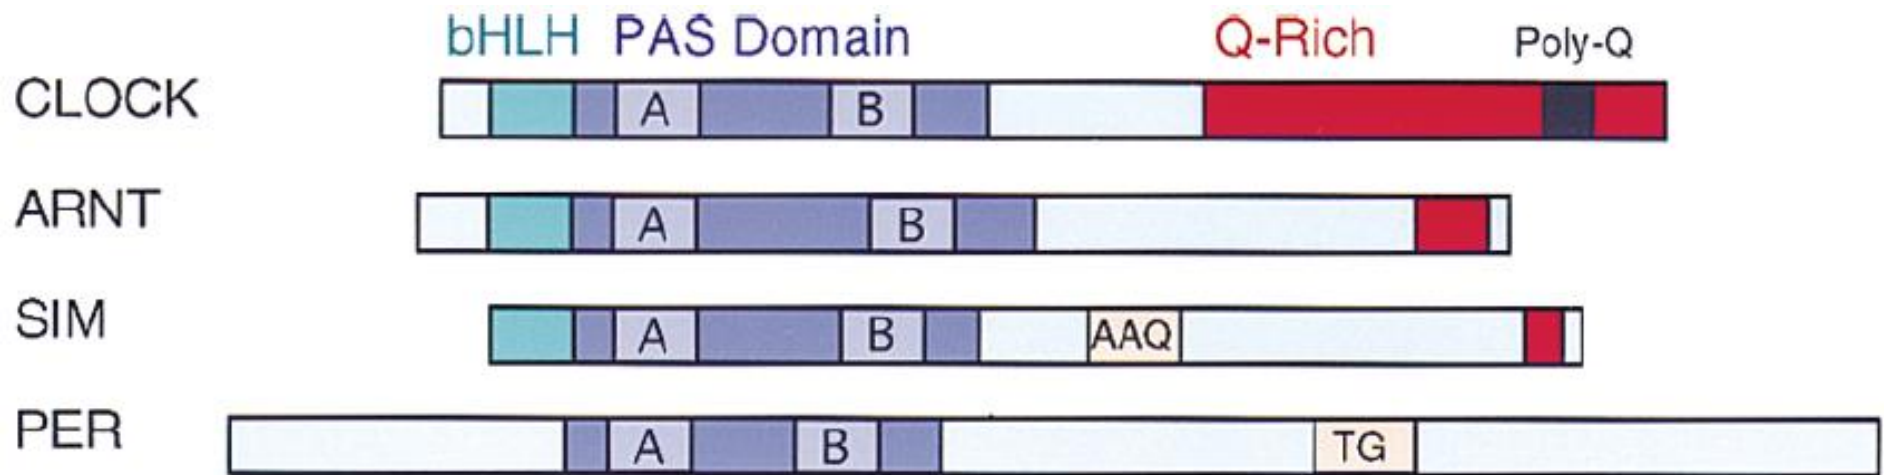 bHLH PAS Domain Q-Rich Poly-Q
CLOCK A B
ARNT A B
SIM A B AAQ
PER A B TG